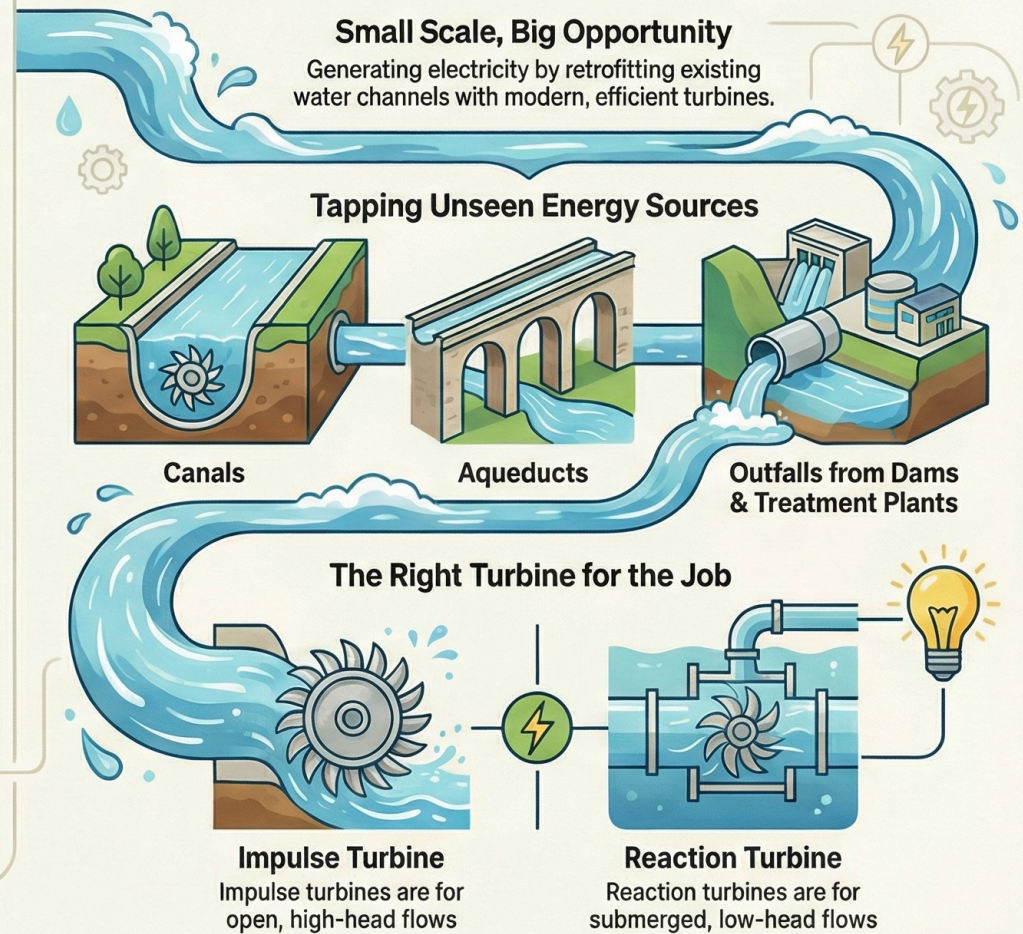 Small Scale, Big Opportunity
Generating electricity by retrofitting existing
water channels with modern, efficient turbines.
Tapping Unseen Energy Sources
Canals
Aqueducts
Outfalls from Dams
& Treatment Plants
The Right Turbine for the Job
Impulse Turbine
Impulse turbines are for
open, high-head flows
Reaction Turbine
Reaction turbines are for
submerged, low-head flows